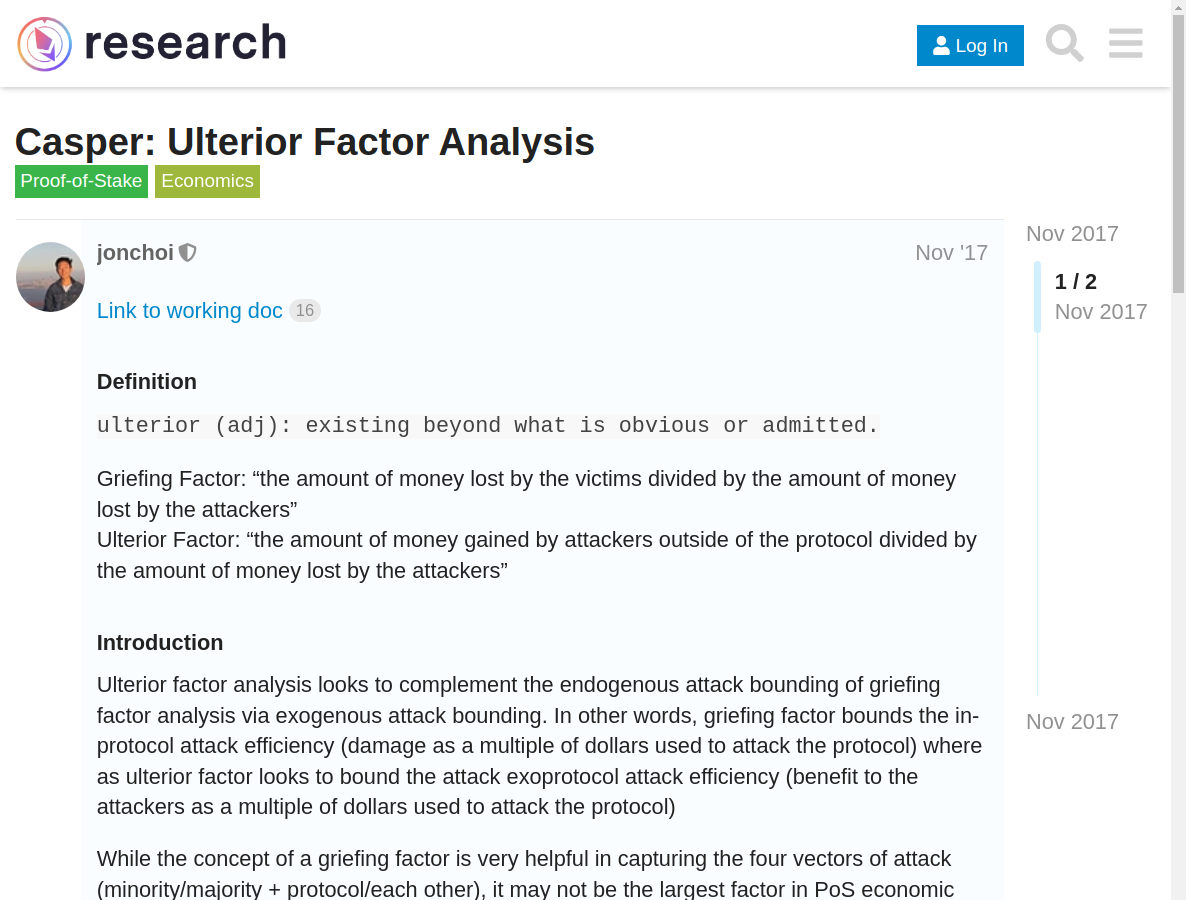 research
Log In
Casper: Ulterior Factor Analysis
Proof-of-Stake Economics
jonchoi
Nov '17
Link to working doc 16
Definition
ulterior (adj): existing beyond what is obvious or admitted.
Griefing Factor: “the amount of money lost by the victims divided by the amount of money
lost by the attackers”
Ulterior Factor: “the amount of money gained by attackers outside of the protocol divided by
the amount of money lost by the attackers”
Introduction
Ulterior factor analysis looks to complement the endogenous attack bounding of griefing
factor analysis via exogenous attack bounding. In other words, griefing factor bounds the in-
protocol attack efficiency (damage as a multiple of dollars used to attack the protocol) where
as ulterior factor looks to bound the attack exoprotocol attack efficiency (benefit to the
attackers as a multiple of dollars used to attack the protocol)
While the concept of a griefing factor is very helpful in capturing the four vectors of attack
(minority/majority + protocol/each other), it may not be the largest factor in PoS economic
Nov 2017
1 / 2
Nov 2017
Nov 2017